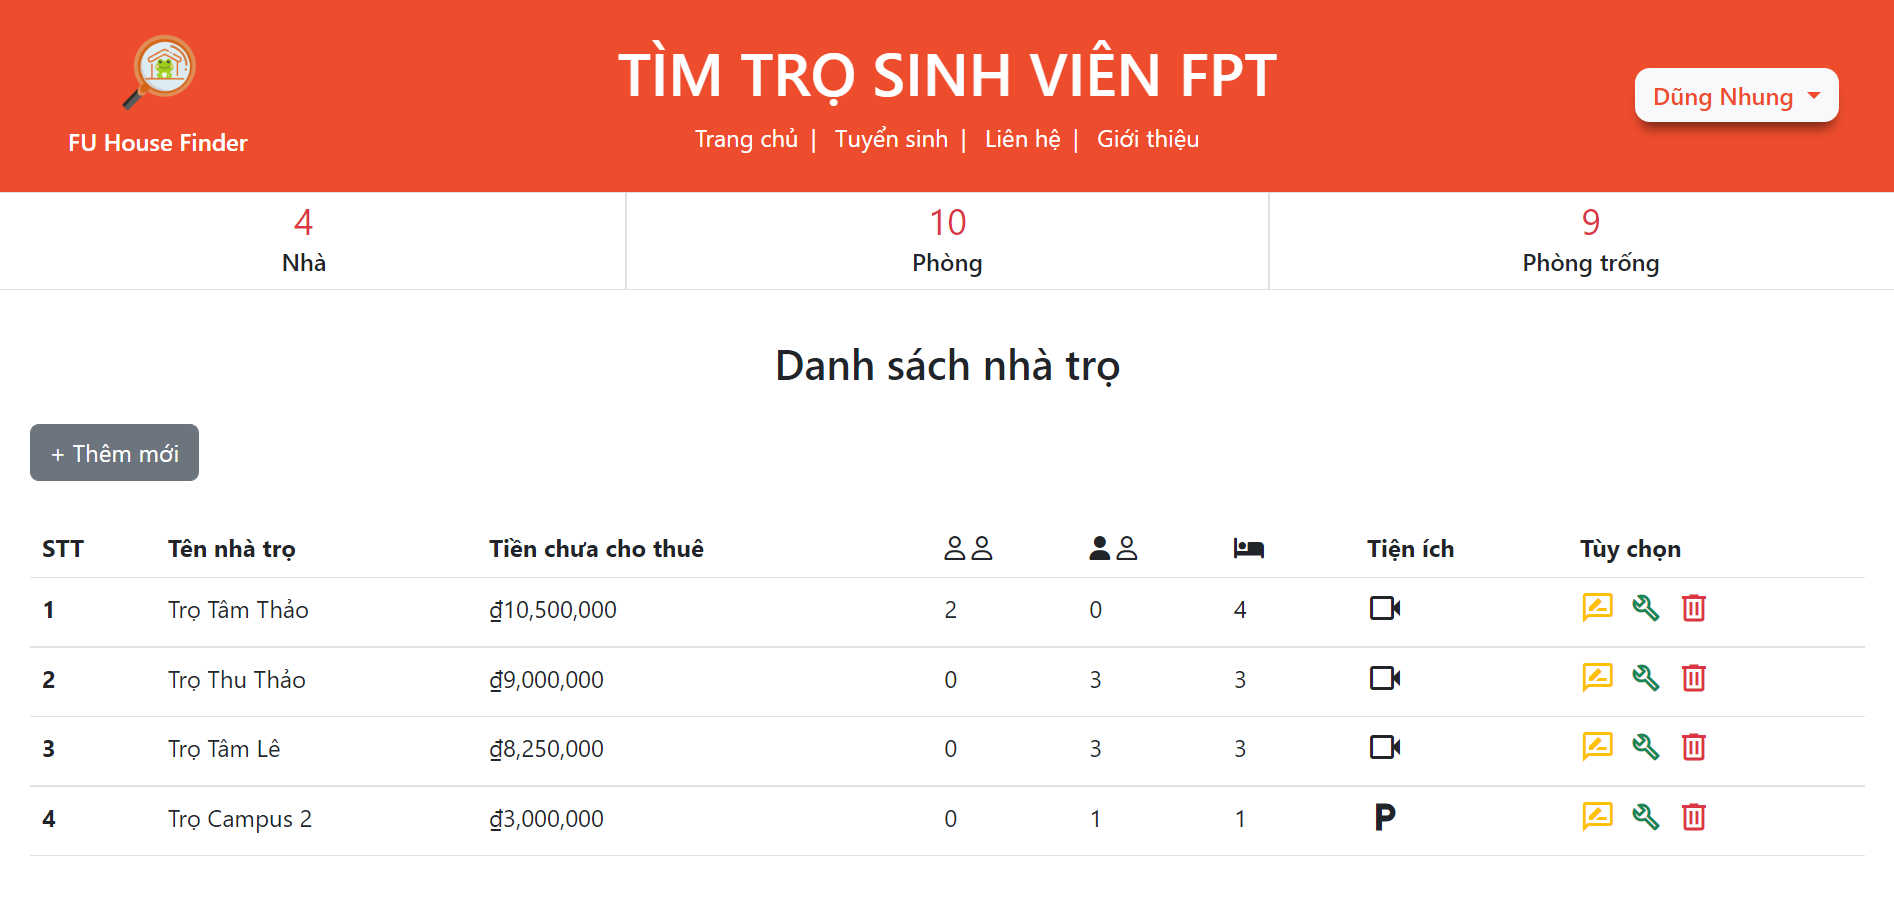 TÌM TRỌ SINH VIÊN FPT
FU House Finder
Trang chủ | Tuyển sinh | Liên hệ | Giới thiệu
Dũng Nhung
4
Nhà
10
Phòng
9
Phòng trống
Danh sách nhà trọ
+ Thêm mới
STT Tên nhà trọ Tiền chưa cho thuê Tiện ích Tùy chọn
1 Trọ Tâm Thảo ₫10,500,000 2 0 4
2 Trọ Thu Thảo ₫9,000,000 0 3 3
3 Trọ Tâm Lê ₫8,250,000 0 3 3
4 Trọ Campus 2 ₫3,000,000 0 1 1 P